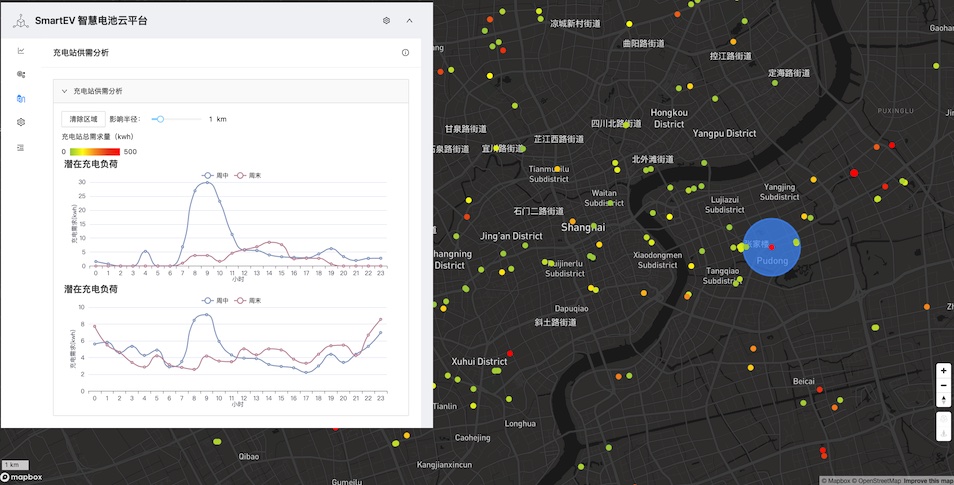 SmartEV 智慧电池云平台
充电站供需分析
充电站供需分析
清除区域 影响半径: 1 km
充电站总需求量（kwh）
0 500
潜在充电负荷
周中 周末
充电需求(kwh)
30
25
20
15
10
5
0
0 1 2 3 4 5 6 7 8 9 10 11 12 13 14 15 16 17 18 19 20 21 22 23
小时
潜在充电负荷
周中 周末
充电需求(kwh)
10
8
6
4
2
0
0 1 2 3 4 5 6 7 8 9 10 11 12 13 14 15 16 17 18 19 20 21 22 23
小时
凉城新村街道
曲阳路街道
控江路街道
定海路街道
Gaohan
PUXINGLU
Hongkou
District
四川北路街道
Yangpu District
甘泉路街道
芷江西路街道
宜川路街道
北外滩街道
Subdistrict
Waitan
Subdistrict
Yangjing
Subdistrict
Lujiazui
Subdistrict
石门二路街道
Shanghai
Jing'an District
Xiaodongmen
Subdistrict
Subdistrict
Pudong
Tangqiao
Subdistrict
District
Dapuqiao
斜土路街道
Xuhui District
Beicai
Tianlin
Longhua
Caohejing
Kangjianxincun
Qibao
Gumeilu
1 km
mapbox
© Mapbox © OpenStreetMap Improve this map